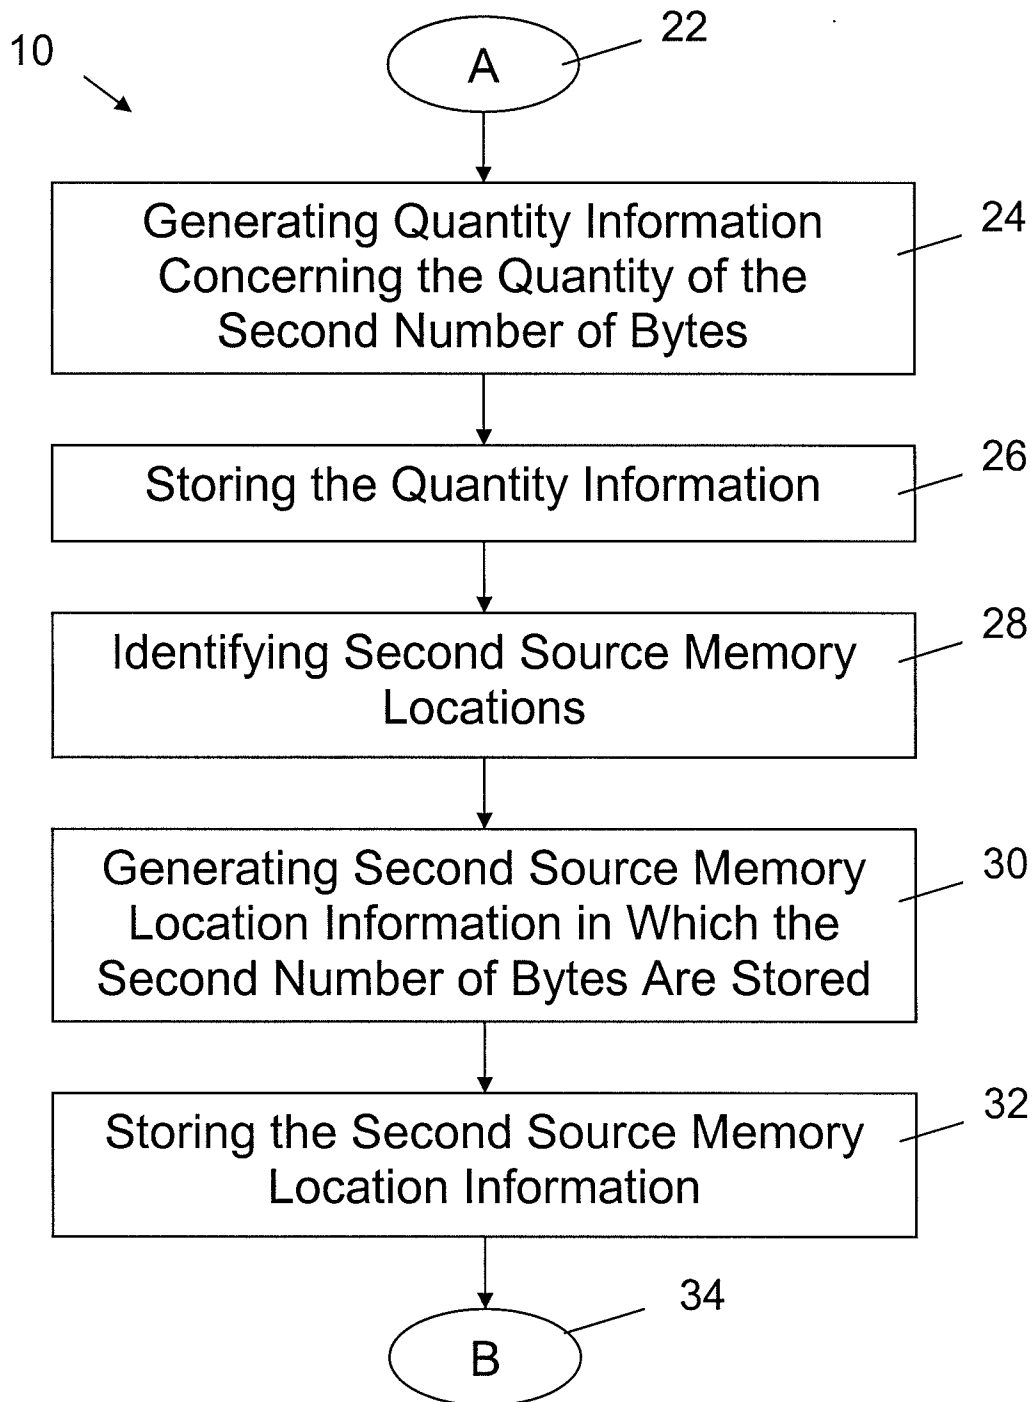 10
A
22
Generating Quantity Information
Concerning the Quantity of the
Second Number of Bytes
24
Storing the Quantity Information
26
Identifying Second Source Memory
Locations
28
Generating Second Source Memory
Location Information in Which the
Second Number of Bytes Are Stored
30
Storing the Second Source Memory
Location Information
32
B
34